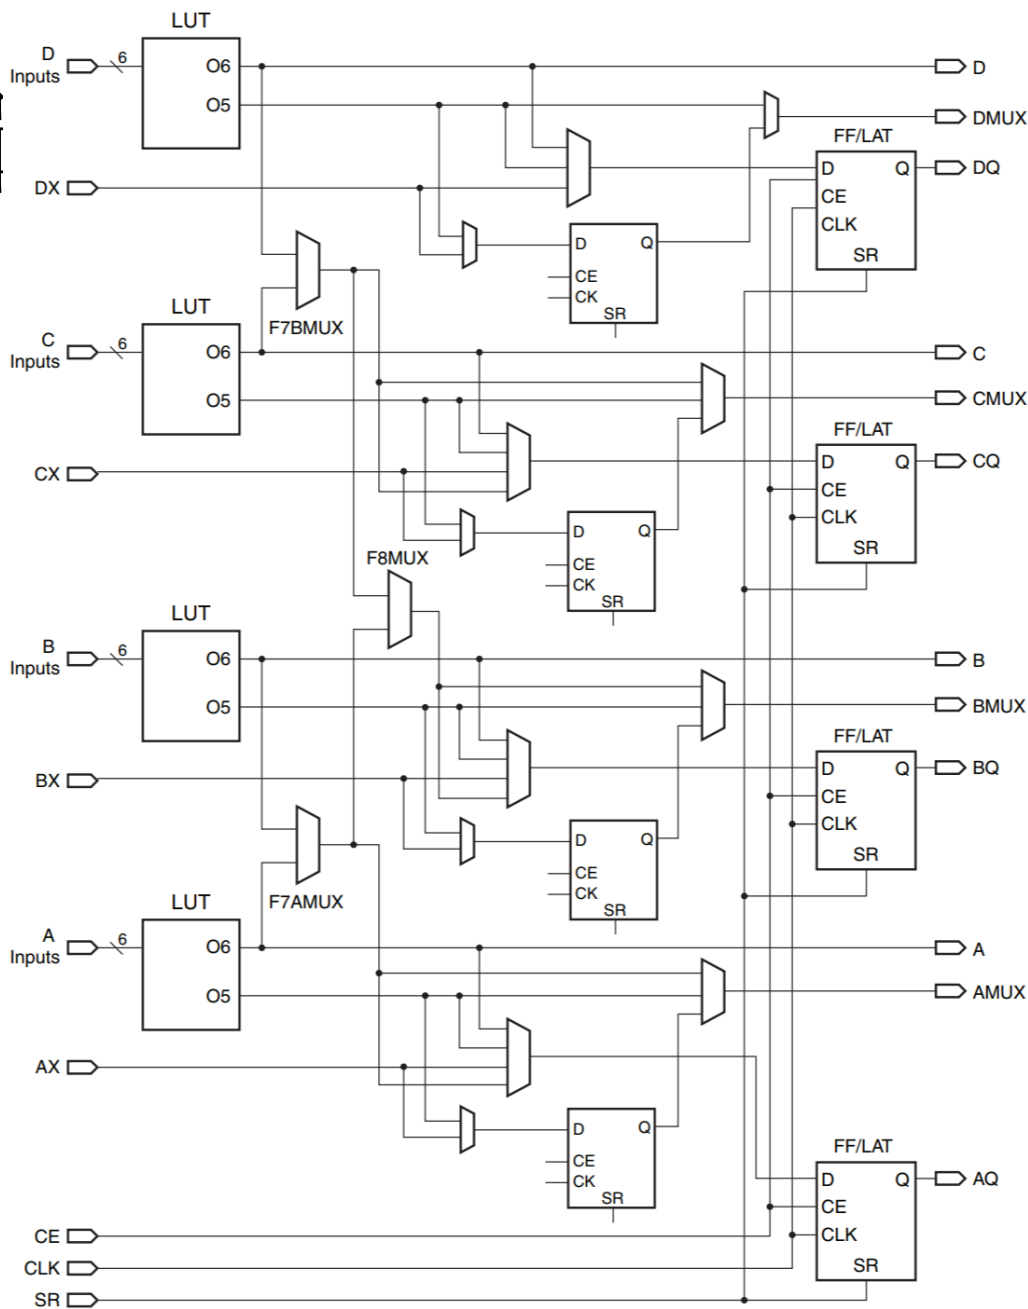 LUT
D
Inputs
6
O6
O5
D
DMUX
FF/LAT
D
Q
DQ
CE
CLK
SR
DX
D
Q
CE
CK
SR
F7BMUX
LUT
C
Inputs
6
O6
O5
C
CMUX
FF/LAT
D
Q
CQ
CE
CLK
SR
CX
D
Q
CE
CK
SR
F8MUX
LUT
B
Inputs
6
O6
O5
B
BMUX
FF/LAT
D
Q
BQ
CE
CLK
SR
BX
D
Q
CE
CK
SR
F7AMUX
LUT
A
Inputs
6
O6
O5
A
AMUX
AX
D
Q
CE
CK
SR
FF/LAT
D
Q
AQ
CE
CLK
SR
CE
CLK
SR